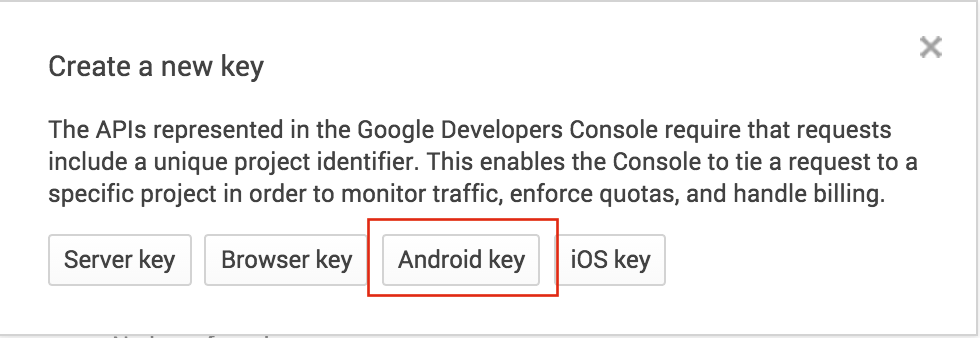 Create a new key
The APIs represented in the Google Developers Console require that requests
include a unique project identifier. This enables the Console to tie a request to a
specific project in order to monitor traffic, enforce quotas, and handle billing.
Server key Browser key Android key iOS key